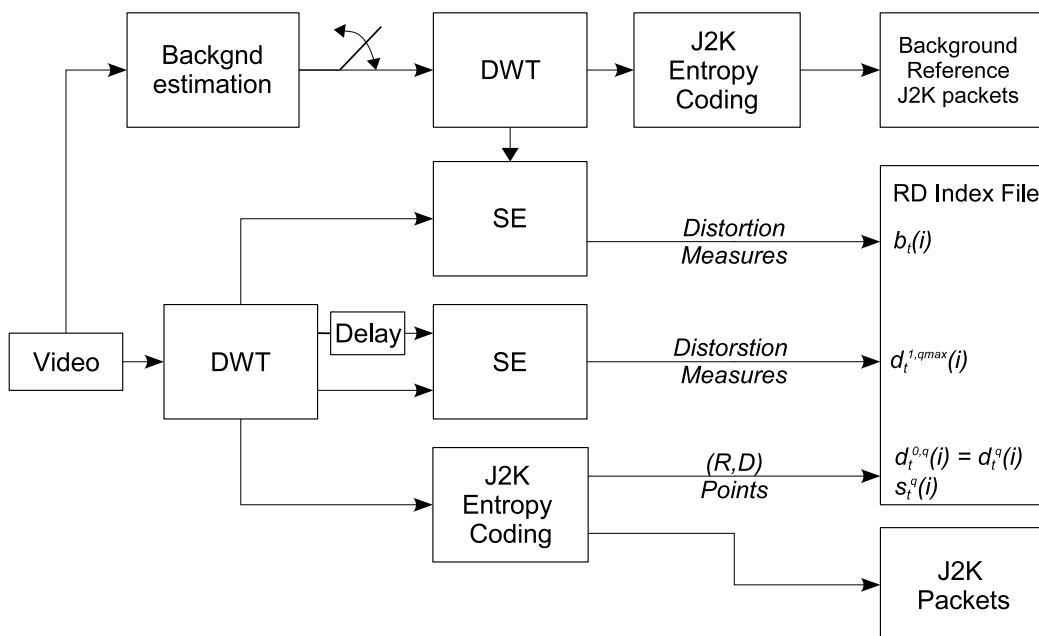 Backgnd
estimation
DWT
J2K
Entropy
Coding
Background
Reference
J2K packets
SE
Distortion
Measures
RD Index File
b_t(i)
Video
DWT
Delay
SE
Distorstion
Measures
d_t^{1,qmax}(i)
J2K
Entropy
Coding
(R,D)
Points
d_t^{0,q}(i) = d_t^q(i)
s_t^q(i)
J2K
Packets